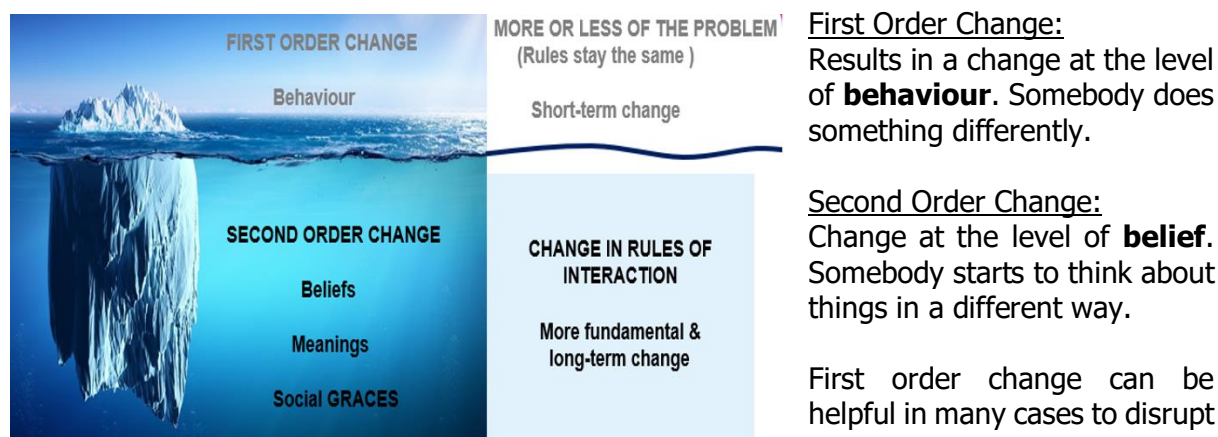 FIRST ORDER CHANGE
Behaviour
SECOND ORDER CHANGE
Beliefs
Meanings
Social GRACES
MORE OR LESS OF THE PROBLEM
(Rules stay the same )
Short-term change
CHANGE IN RULES OF
INTERACTION
More fundamental &
long-term change
First Order Change:
Results in a change at the level
of behaviour. Somebody does
something differently.
Second Order Change:
Change at the level of belief.
Somebody starts to think about
things in a different way.
First order change can be
helpful in many cases to disrupt